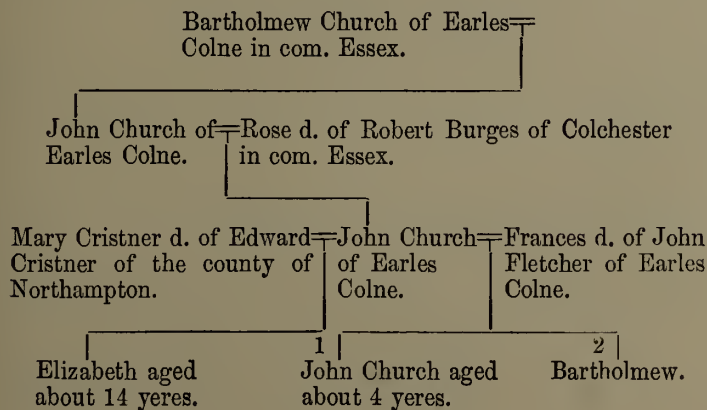 Bartholmew Church of Earles
Colne in com. Essex.
John Church of Rose d. of Robert Burges of Colchester
Earles Colne. in com. Essex.
Mary Cristner d. of Edward John Church Frances d. of John
Cristner of the county of of Earles Fletcher of Earles
Northampton. Colne. Colne.
1 2
Elizabeth aged John Church aged Bartholmew.
about 14 yeres. about 4 yeres.